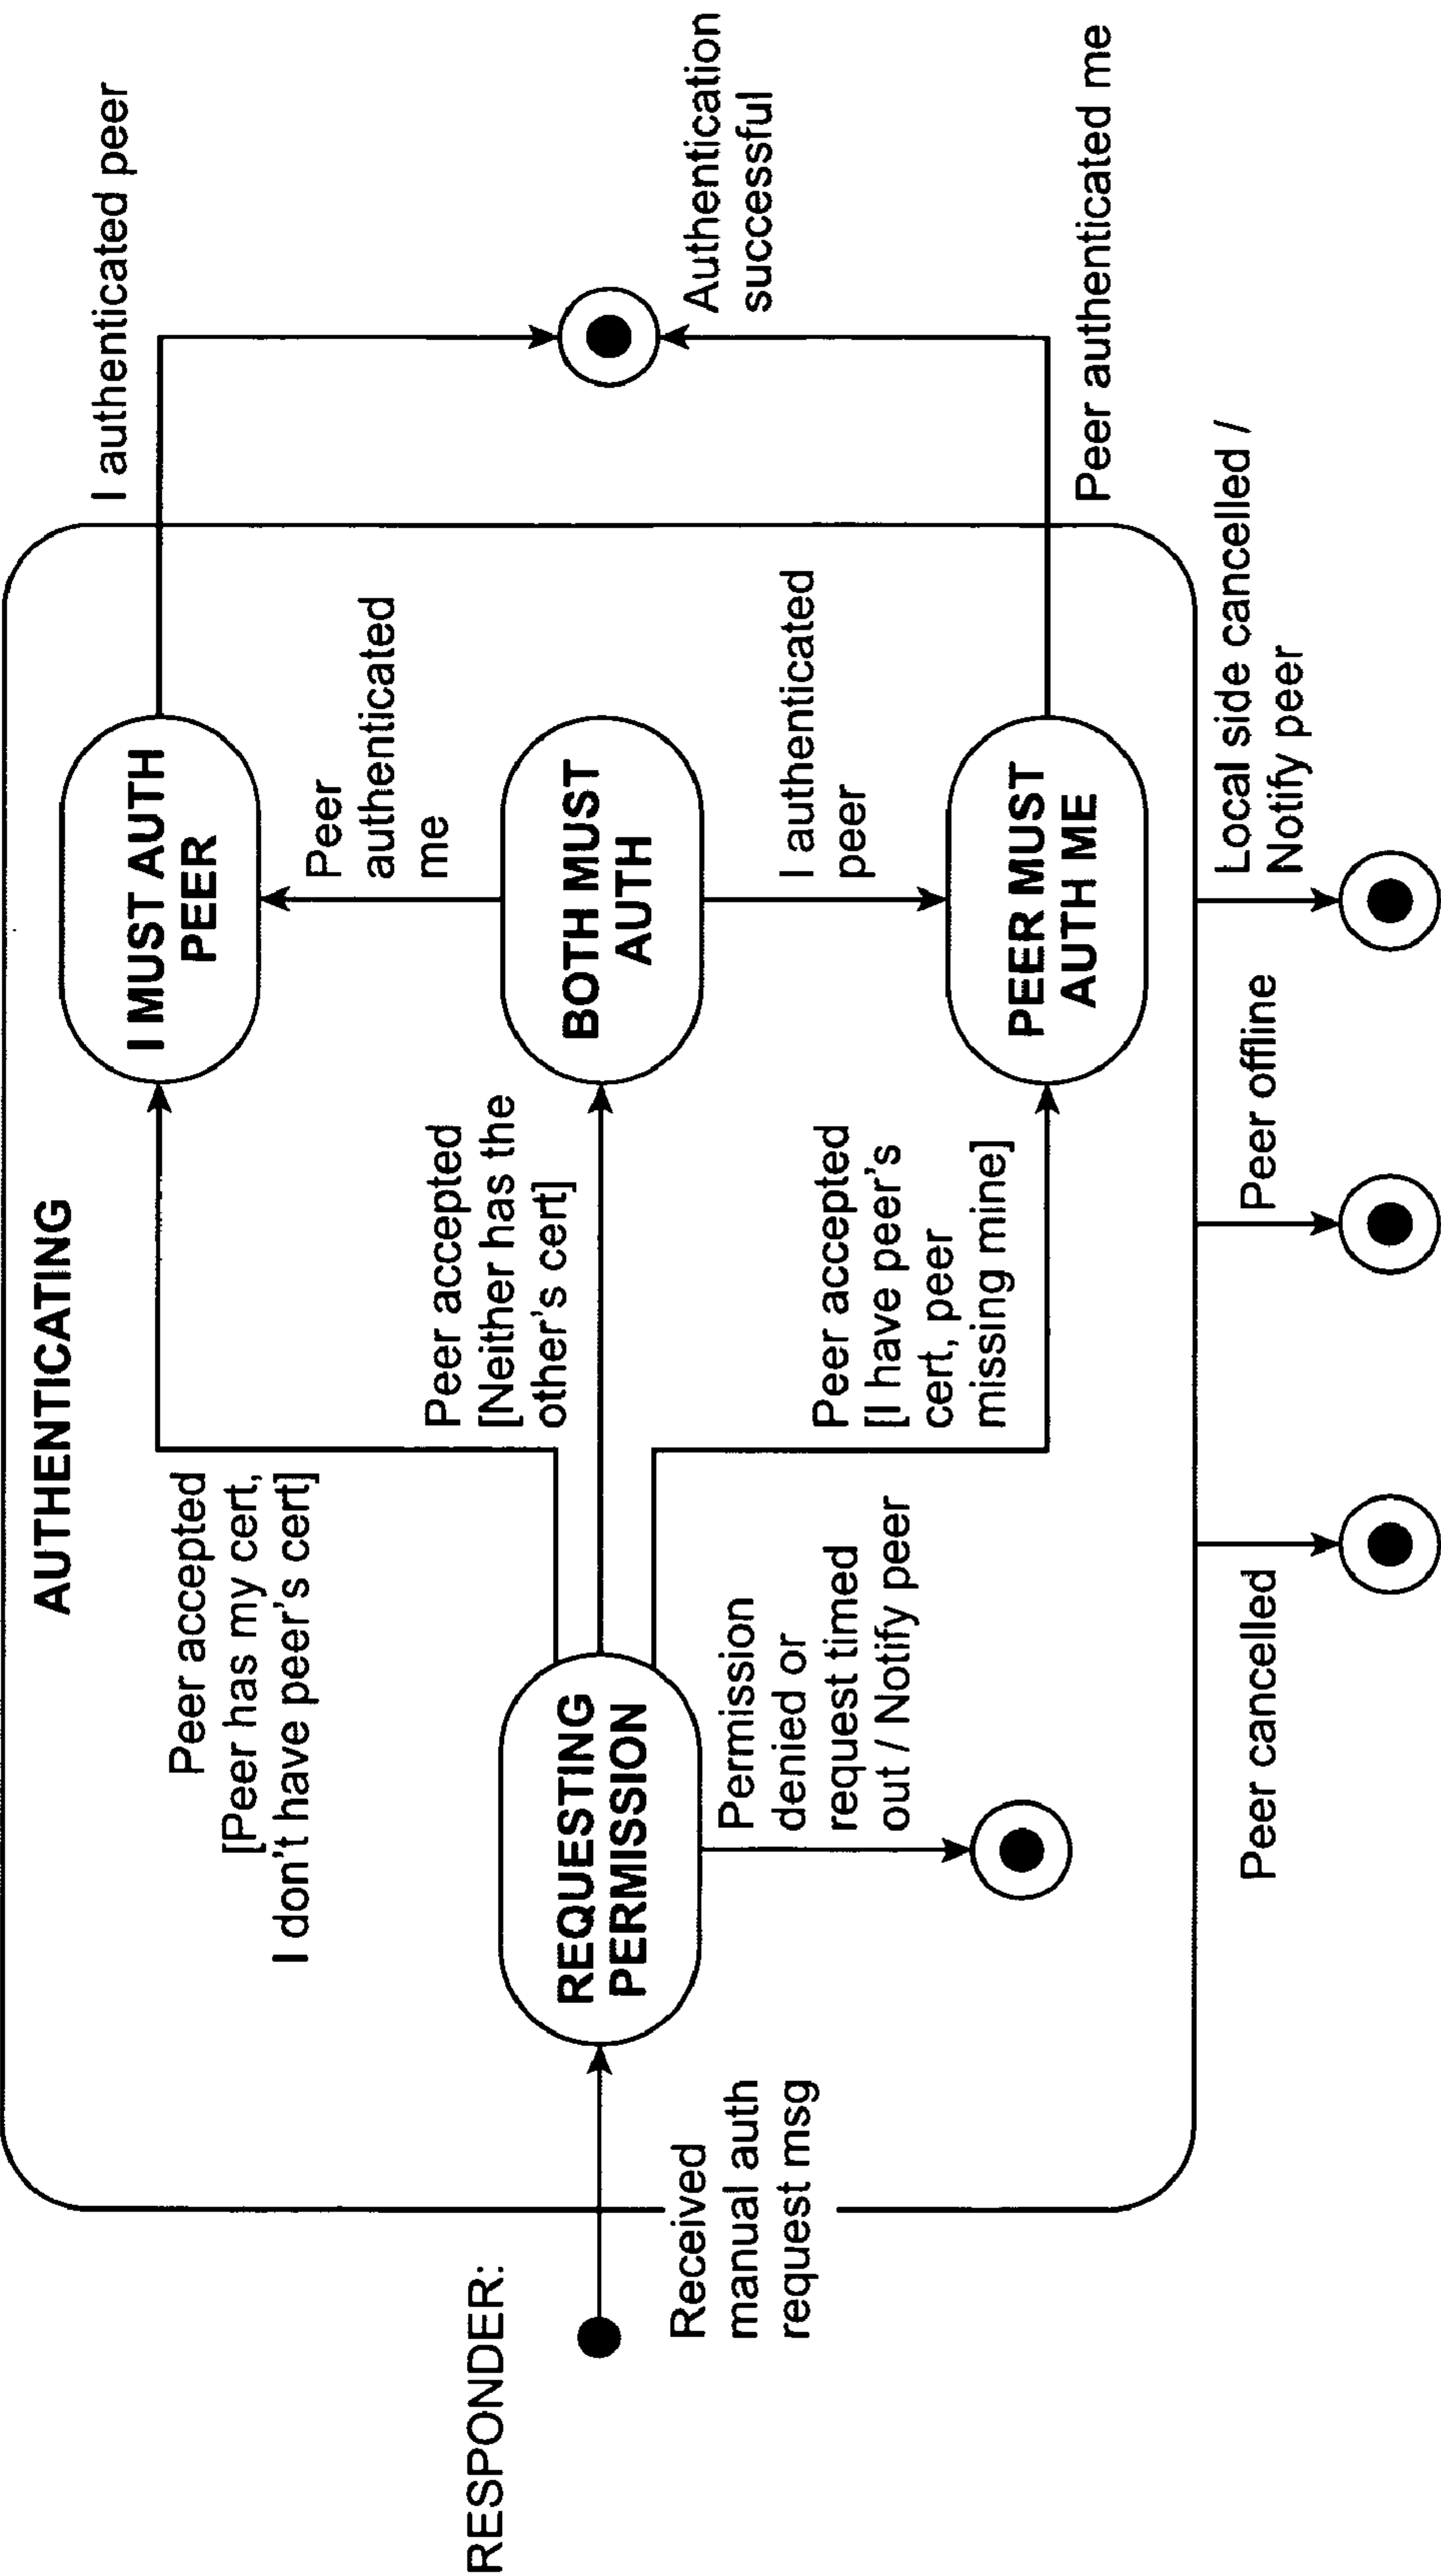 RESPONDER:
Received
manual auth
request msg
AUTHENTICATING
REQUESTING
PERMISSION
Permission
denied or
request timed
out / Notify peer
Peer accepted
[Peer has my cert,
I don't have peer's cert]
Peer accepted
[Neither has the
other's cert]
Peer accepted
[I have peer's
cert, peer
missing mine]
I MUST AUTH
PEER
Peer
authenticated
me
BOTH MUST
AUTH
I authenticated
peer
PEER MUST
AUTH ME
I authenticated peer
Authentication
successful
Peer authenticated me
Peer cancelled
Peer offline
Local side cancelled /
Notify peer